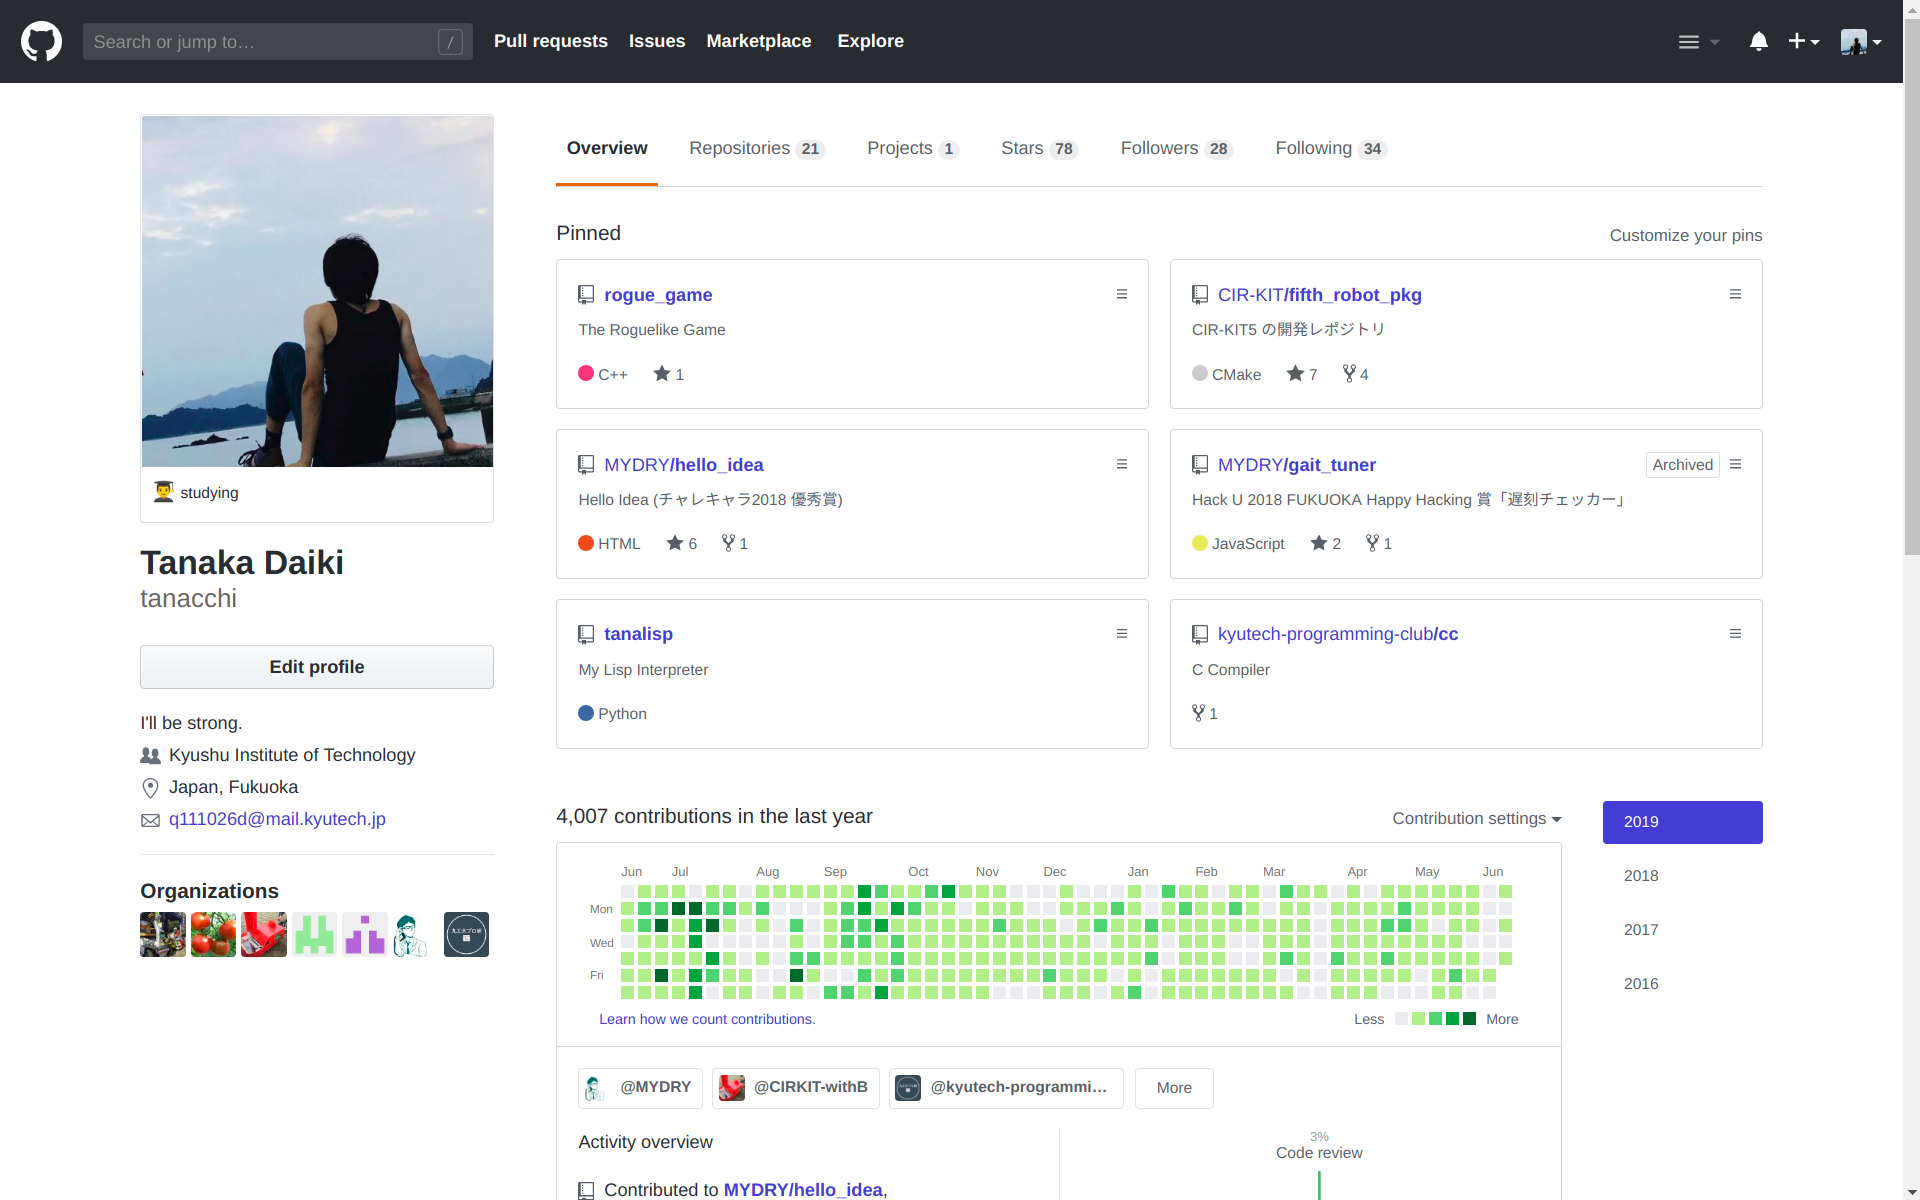 Search or jump to… /
Pull requests Issues Marketplace Explore
Overview Repositories 21 Projects 1 Stars 78 Followers 28 Following 34
studying
Tanaka Daiki
tanacchi
Edit profile
I'll be strong.
Kyushu Institute of Technology
Japan, Fukuoka
q111026d@mail.kyutech.jp
Organizations
Pinned
Customize your pins
rogue_game
The Roguelike Game
C++ 1
CIR-KIT/fifth_robot_pkg
CIR-KIT5 の開発レポジトリ
CMake 7 4
MYDRY/hello_idea
Hello Idea (チャレキャラ2018 優秀賞)
HTML 6 1
MYDRY/gait_tuner
Archived
Hack U 2018 FUKUOKA Happy Hacking 賞「遅刻チェッカー」
JavaScript 2 1
tanalisp
My Lisp Interpreter
Python
kyutech-programming-club/cc
C Compiler
1
4,007 contributions in the last year
Contribution settings
2019
2018
2017
2016
Jun Jul Aug Sep Oct Nov Dec Jan Feb Mar Apr May Jun
Mon
Wed
Fri
Learn how we count contributions.
Less More
@MYDRY @CIRKIT-withB @kyutech-programmi… More
Activity overview
Contributed to MYDRY/hello_idea,
3%
Code review